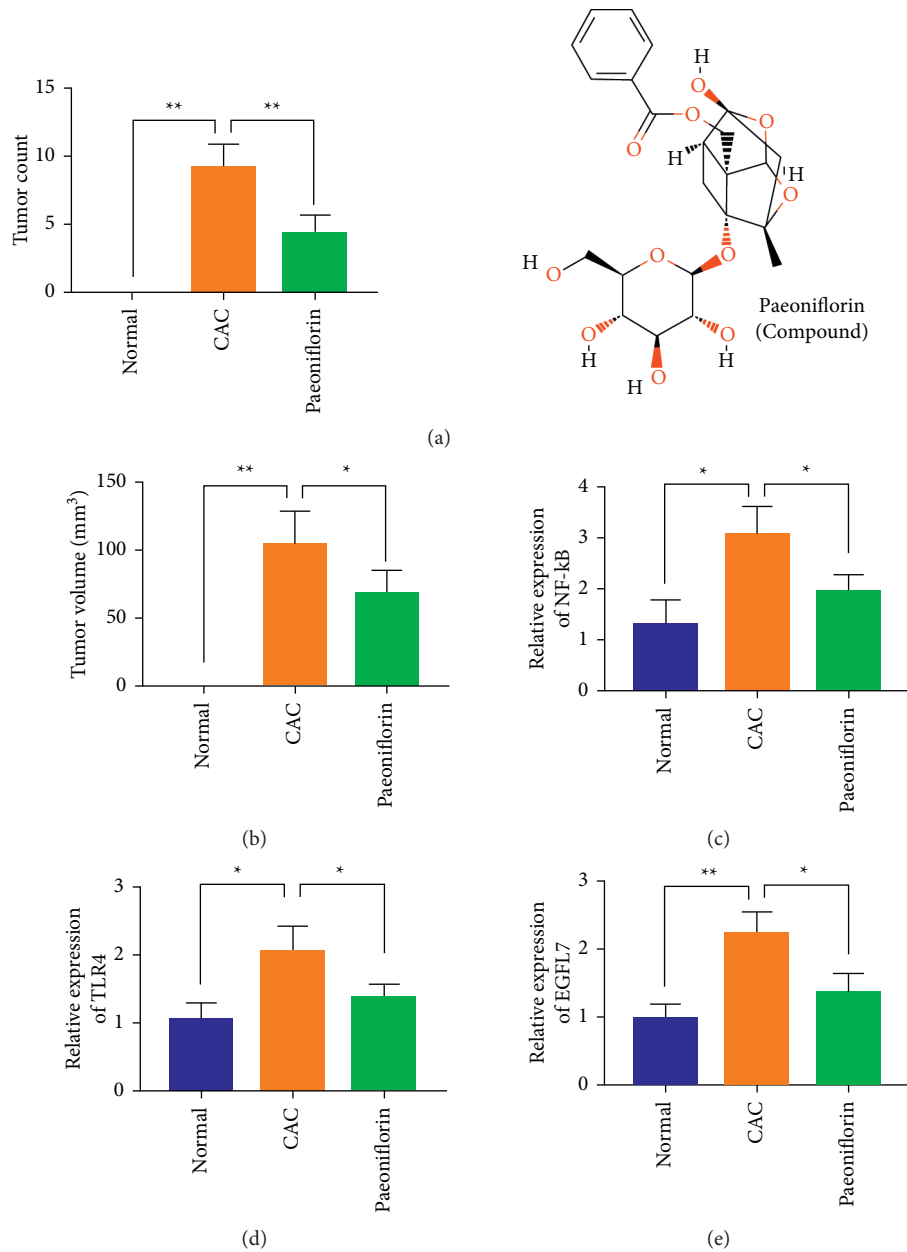 Tumor count
15
10
5
0
**
**
Normal
CAC
Paeoniflorin
H
O
O
O
O
H
H
O
O
O
H
O
O
O
H
O
H
O
H
Paeoniflorin
(Compound)
(a)
Tumor volume (mm³)
150
100
50
0
**
*
Normal
CAC
Paeoniflorin
(b)
Relative expression
of NF-kB
4
3
2
1
0
*
*
Normal
CAC
Paeoniflorin
(c)
Relative expression
of TLR4
3
2
1
0
*
*
Normal
CAC
Paeoniflorin
(d)
Relative expression
of EGFL7
3
2
1
0
**
*
Normal
CAC
Paeoniflorin
(e)